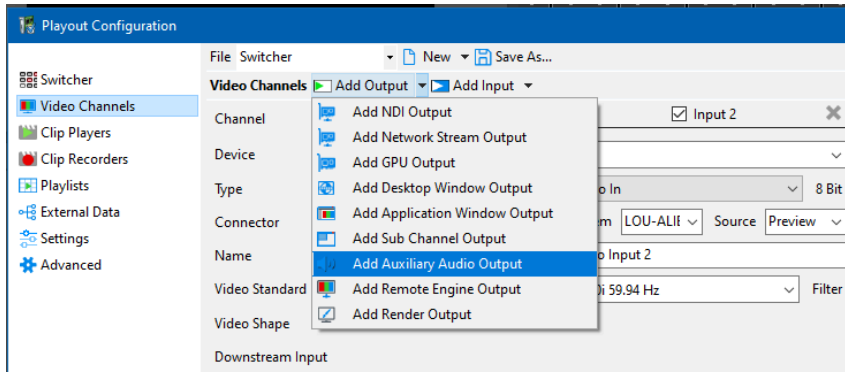 Playout Configuration
File Switcher New Save As...
Switcher
Video Channels Add Output Add Input
Video Channels
Add NDI Output
Channel Input 2
Clip Players
Add Network Stream Output
Clip Recorders
Device Add GPU Output
Playlists
Type Add Desktop Window Output o In 8 Bit
External Data
Connector Add Application Window Output m LOU-ALIE Source Preview
Settings
Add Sub Channel Output
Name o Input 2
Advanced
Add Auxiliary Audio Output
Video Standard Add Remote Engine Output 0i 59.94 Hz Filter
Video Shape Add Render Output
Downstream Input